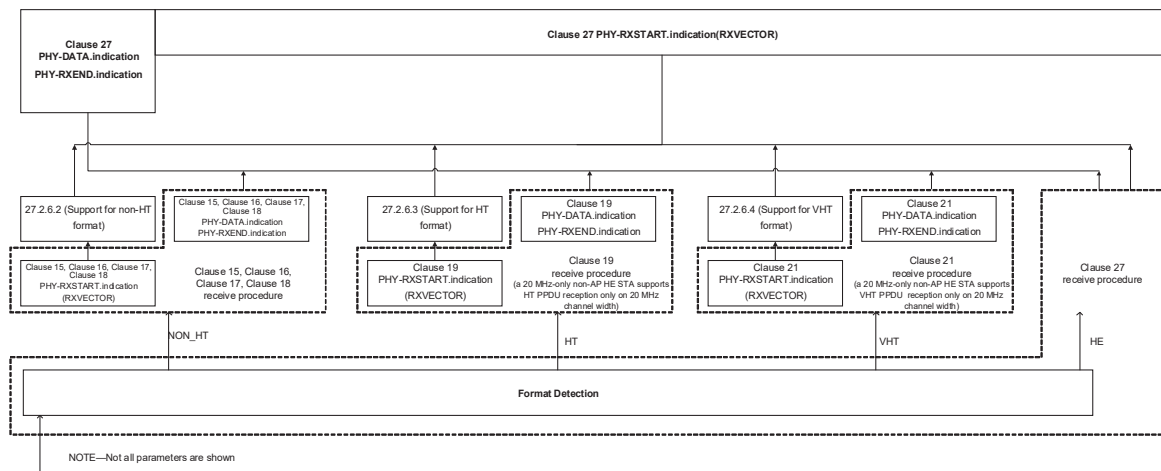 Clause 27
PHY-DATA.indication
PHY-RXEND.indication
Clause 27 PHY-RXSTART.indication(RXVECTOR)
27.2.6.2 (Support for non-HT
format)
Clause 15, Clause 16, Clause 17,
Clause 18
PHY-DATA.indication
PHY-RXEND.indication
Clause 15, Clause 16, Clause 17,
Clause 18
PHY-RXSTART.indication
(RXVECTOR)
Clause 15, Clause 16,
Clause 17, Clause 18
receive procedure
27.2.6.3 (Support for HT
format)
Clause 19
PHY-DATA.indication
PHY-RXEND.indication
Clause 19
PHY-RXSTART.indication
(RXVECTOR)
Clause 19
receive procedure
(a 20 MHz-only non-AP HE STA supports
HT PPDU reception only on 20 MHz
channel width)
27.2.6.4 (Support for VHT
format)
Clause 21
PHY-DATA.indication
PHY-RXEND.indication
Clause 21
PHY-RXSTART.indication
(RXVECTOR)
Clause 21
receive procedure
(a 20 MHz-only non-AP HE STA supports
VHT PPDU reception only on 20 MHz
channel width)
Clause 27
receive procedure
NON_HT
HT
VHT
HE
Format Detection
NOTE—Not all parameters are shown